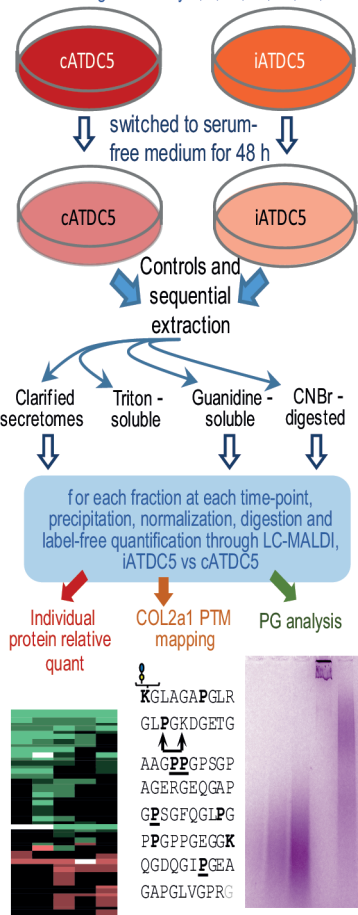 cATDC5 iATDC5
switched to serum-
free medium for 48 h
cATDC5 iATDC5
Controls and
sequential
extraction
Clarified
secretomes
Triton -
soluble
Guanidine -
soluble
CNBr -
digested
for each fraction at each time-point,
precipitation, normalization, digestion and
label-free quantification through LC-MALDI,
iATDC5 vs cATDC5
Individual
protein relative
quant
COL2a1 PTM
mapping
PG analysis
KGLAGAPGLR
GLPGKDGETG
AAGPPGPSGP
AGERGEQGAP
GPSGFQGLPG
PPGPPGEGGK
QGDQGIPGEA
GAPGLVGPRG